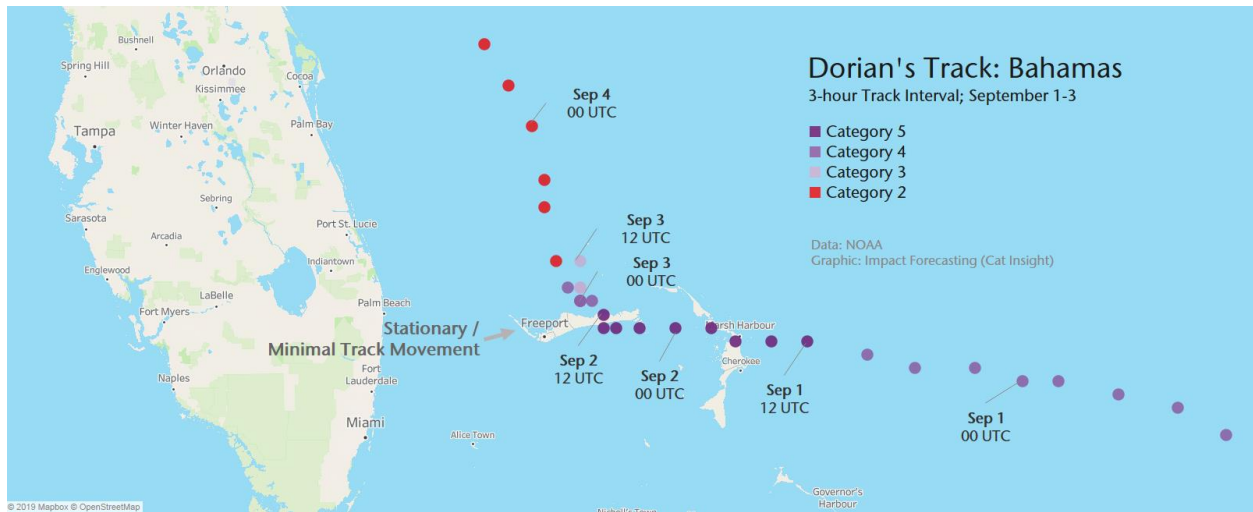 Dorian's Track: Bahamas
3-hour Track Interval; September 1-3
Category 5
Category 4
Category 3
Category 2
Data: NOAA
Graphic: Impact Forecasting (Cat Insight)
Bushnell
Spring Hill
Orlando
Kissimmee
Cocoa
Tampa
Winter Haven
Palm Bay
Sebring
Sarasota
Arcadia
Port St. Lucie
Englewood
Indiantown
LaBelle
Palm Beach
Fort Myers
Naples
Fort
Lauderdale
Miami
Sep 4
00 UTC
Sep 3
12 UTC
Sep 3
00 UTC
Stationary /
Minimal Track Movement
Freeport
Marsh Harbour
Cherokee
Sep 2
12 UTC
Sep 2
00 UTC
Sep 1
12 UTC
Sep 1
00 UTC
Alice Town
Governor's
Harbour
Nicholl's Town
© 2019 Mapbox © OpenStreetMap